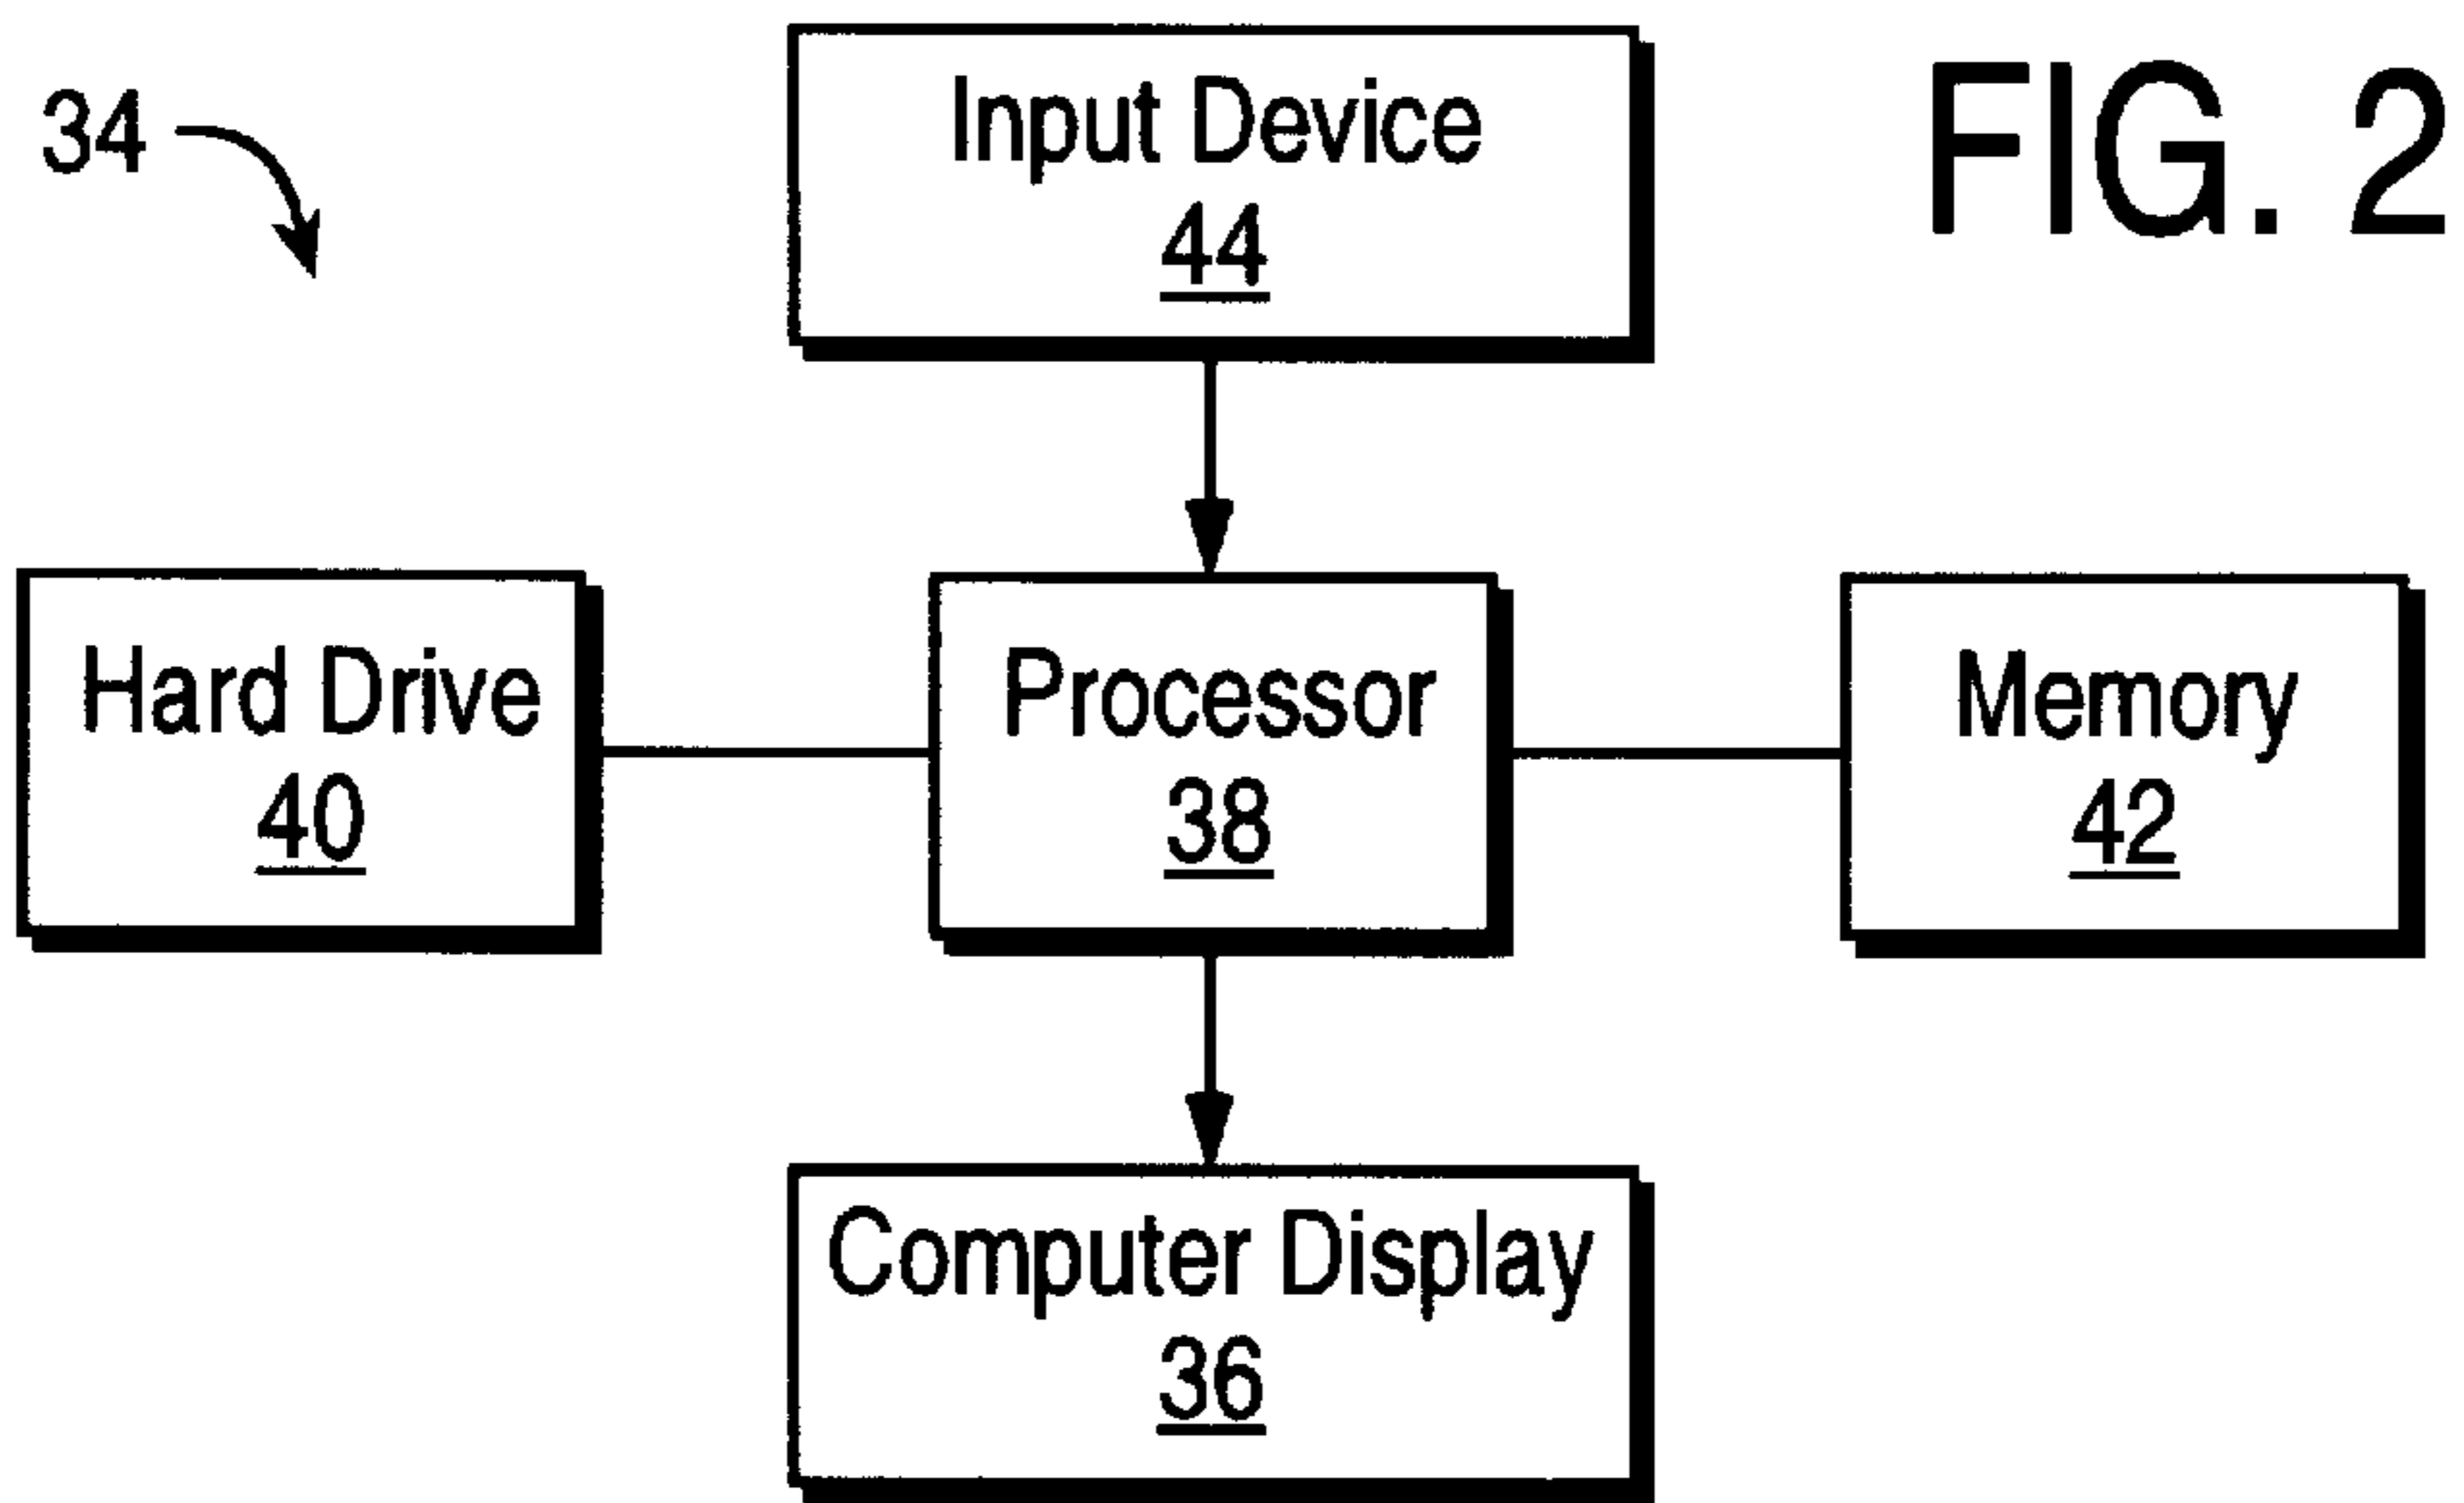 34
Input Device
44
FIG. 2
Hard Drive
40
Processor
38
Memory
42
Computer Display
36